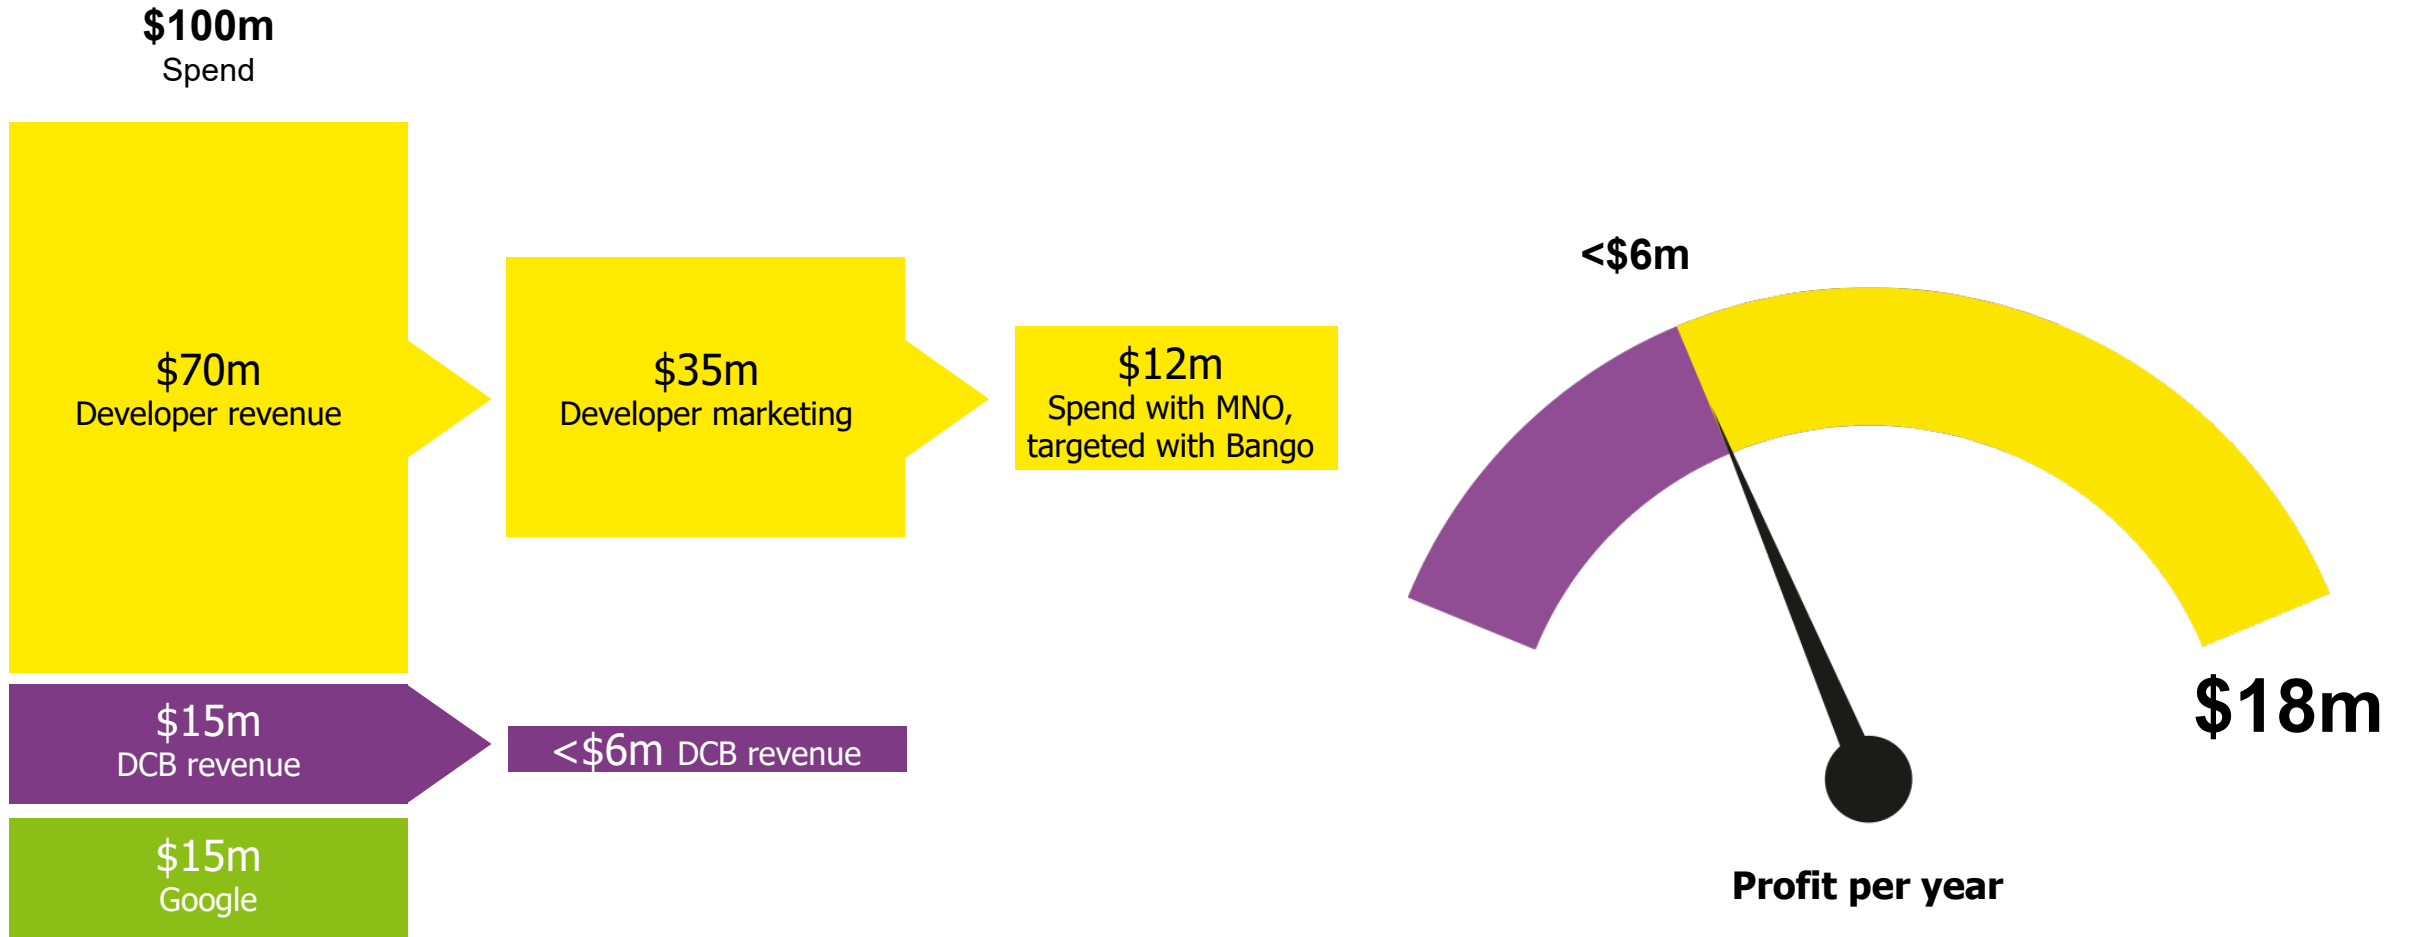 $100m
Spend
$70m
Developer revenue
$35m
Developer marketing
$12m
Spend with MNO,
targeted with Bango
$15m
DCB revenue
<$6m DCB revenue
$15m
Google
<$6m
$18m
Profit per year